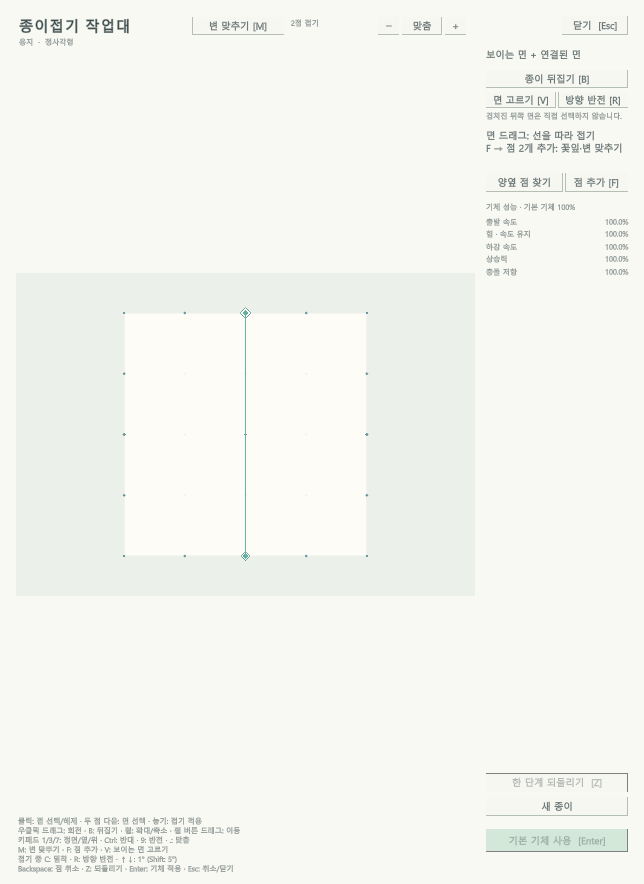 종이접기 작업대
용지 · 정사각형
변 맞추기 [M]
2점 접기
−
맞춤
+
닫기 [Esc]
보이는 면 + 연결된 면
종이 뒤집기 [B]
면 고르기 [V]
방향 반전 [R]
겹쳐진 뒤쪽 면은 직접 선택하지 않습니다.
면 드래그: 선을 따라 접기
F → 점 2개 추가: 꽃잎·변 맞추기
양옆 점 찾기
점 추가 [F]
기체 성능 · 기본 기체 100%
출발 속도 100.0%
힘 · 속도 유지 100.0%
하강 속도 100.0%
상승력 100.0%
충돌 저항 100.0%
한 단계 되돌리기 [Z]
새 종이
기본 기체 사용 [Enter]
클릭: 점 선택/해제 · 두 점 다음: 면 선택 · 놓기: 접기 적용
우클릭 드래그: 회전 · B: 뒤집기 · 휠: 확대/축소 · 휠 버튼 드래그: 이동
키패드 1/3/7: 정면/옆/위 · Ctrl: 반대 · 9: 반전 · .: 맞춤
M: 변 맞추기 · F: 점 추가 · V: 보이는 면 고르기
접기 중 C: 밀착 · R: 방향 반전 · ↑ ↓: 1° (Shift: 5°)
Backspace: 점 취소 · Z: 되돌리기 · Enter: 기체 적용 · Esc: 취소/닫기